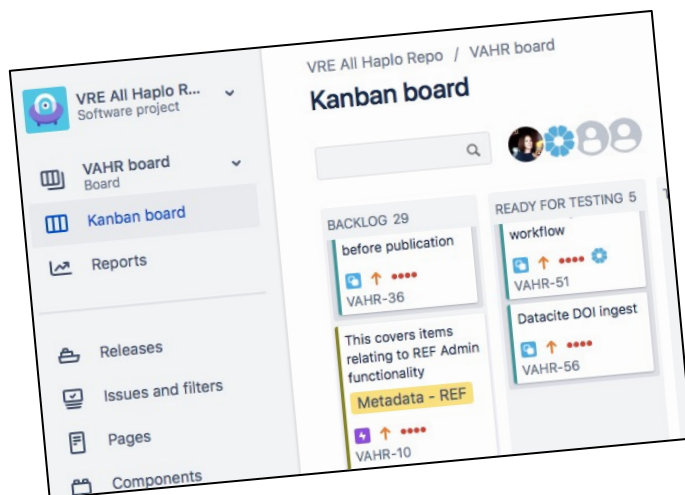 VRE All Haplo R...
Software project
VAHR board
Board
Kanban board
Reports
Releases
Issues and filters
Pages
Components
VRE All Haplo Repo / VAHR board
Kanban board
BACKLOG 29
before publication
VAHR-36
This covers items
relating to REF Admin
functionality
Metadata - REF
VAHR-10
READY FOR TESTING 5
workflow
VAHR-51
Datacite DOI ingest
VAHR-56